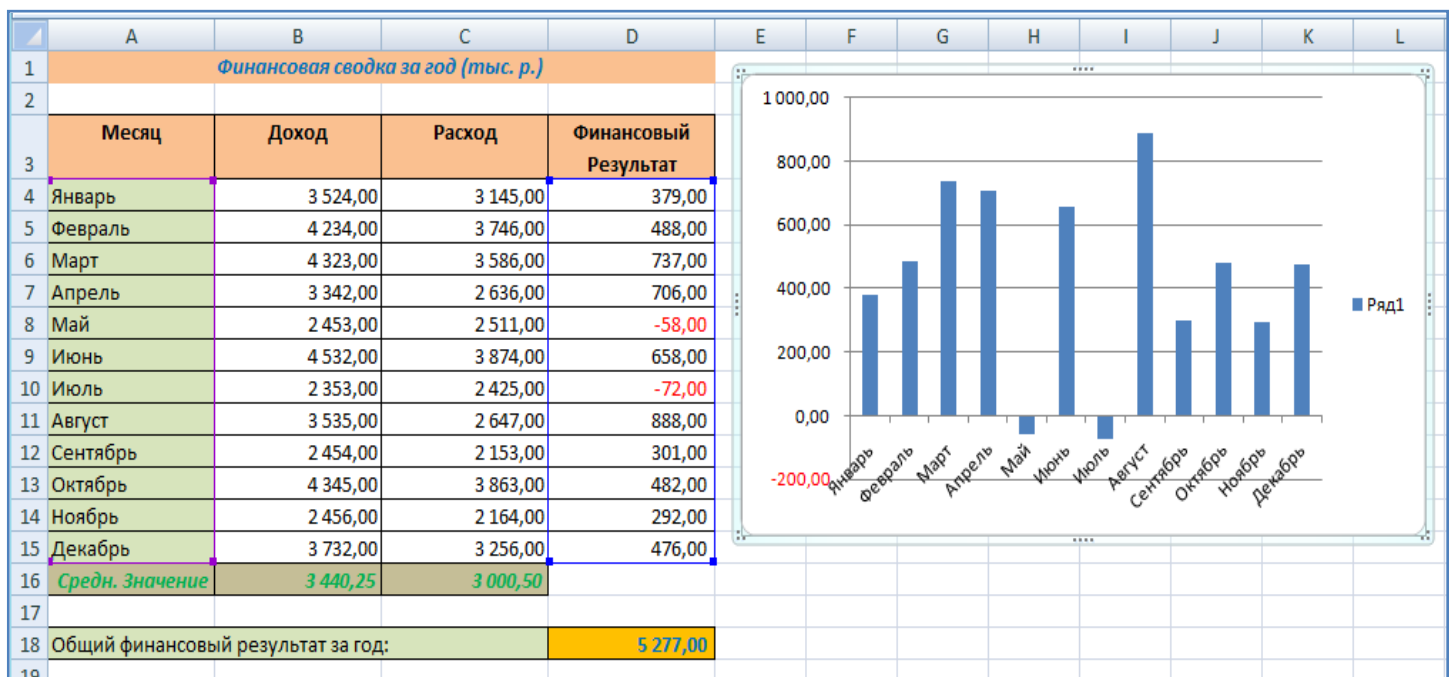 A B C D E F G H I J K L
1 Финансовая сводка за год (тыс. р.)
2
3 Месяц Доход Расход Финансовый Результат
4 Январь 3 524,00 3 145,00 379,00
5 Февраль 4 234,00 3 746,00 488,00
6 Март 4 323,00 3 586,00 737,00
7 Апрель 3 342,00 2 636,00 706,00
8 Май 2 453,00 2 511,00 -58,00
9 Июнь 4 532,00 3 874,00 658,00
10 Июль 2 353,00 2 425,00 -72,00
11 Август 3 535,00 2 647,00 888,00
12 Сентябрь 2 454,00 2 153,00 301,00
13 Октябрь 4 345,00 3 863,00 482,00
14 Ноябрь 2 456,00 2 164,00 292,00
15 Декабрь 3 732,00 3 256,00 476,00
16 Средн. Значение 3 440,25 3 000,50
17
18 Общий финансовый результат за год: 5 277,00
19
1 000,00
800,00
600,00
400,00
200,00
0,00
-200,00
Январь Февраль Март Апрель Май Июнь Июль Август Сентябрь Октябрь Ноябрь Декабрь
Ряд1